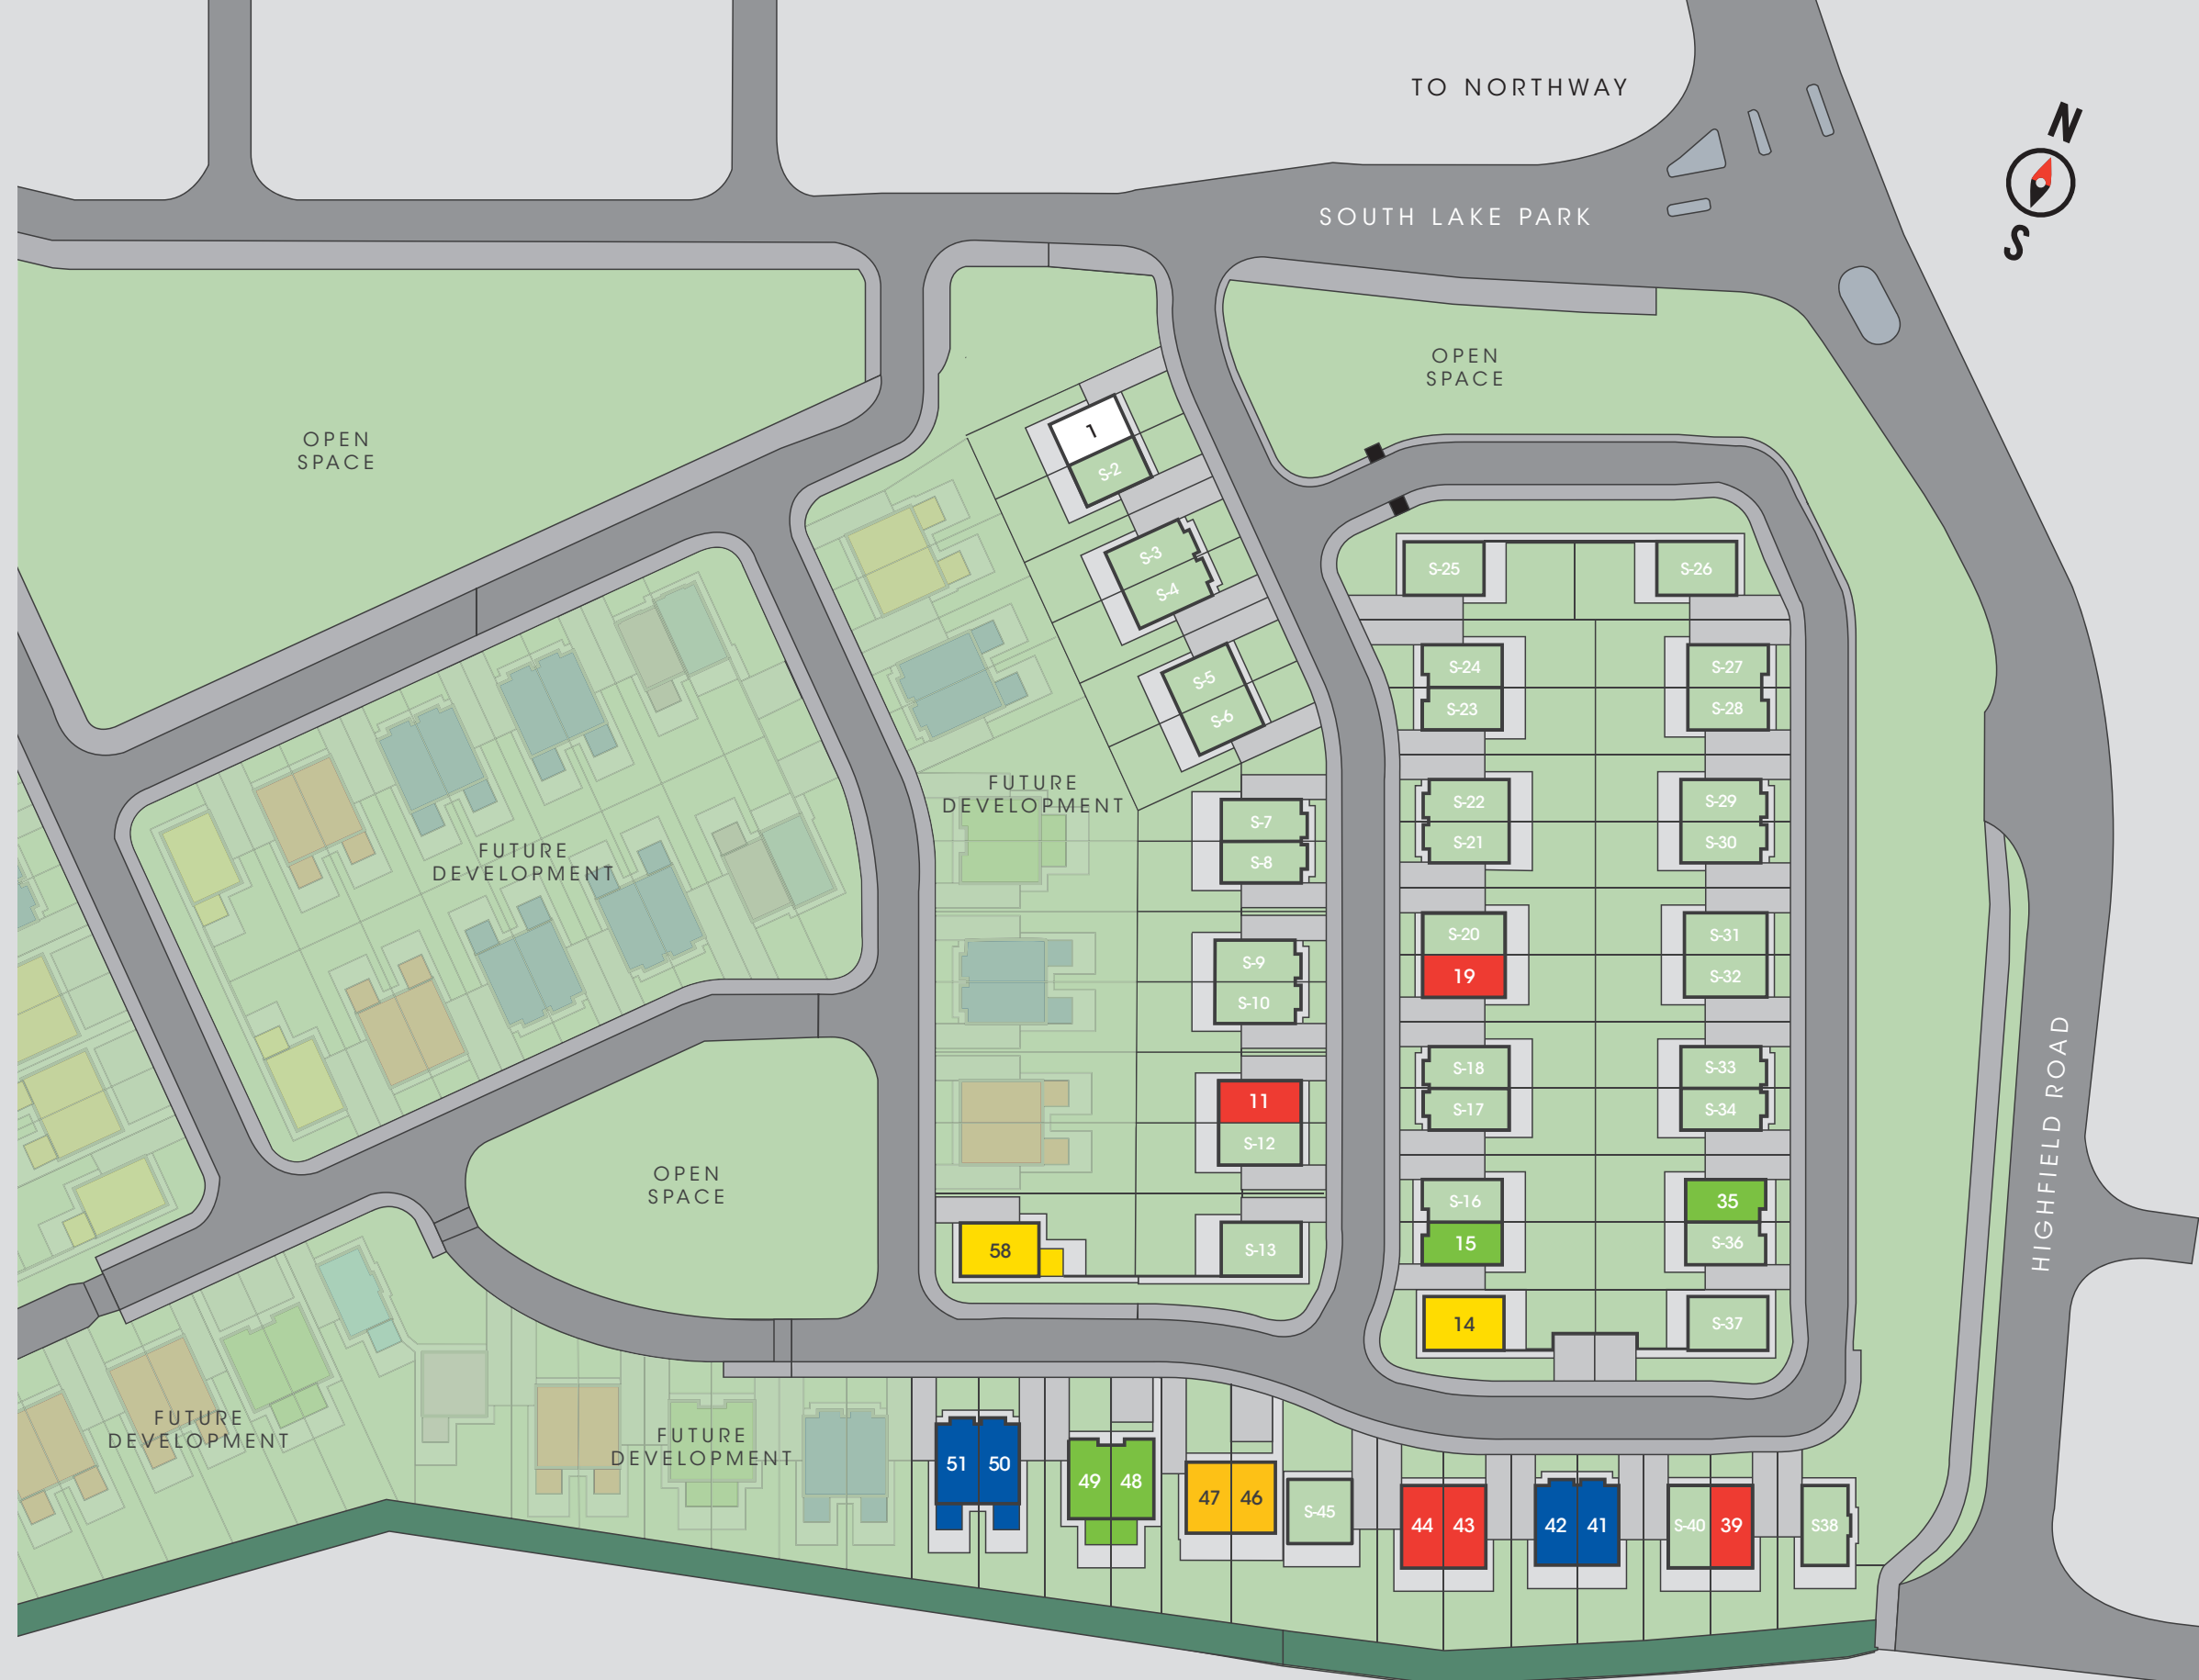 TO NORTHWAY
N
S
SOUTH LAKE PARK
OPEN
SPACE
OPEN
SPACE
1
S-2
S-3
S-4
S-5
S-6
S-25
S-26
S-24
S-23
S-27
S-28
FUTURE
DEVELOPMENT
S-7
S-8
S-22
S-21
S-29
S-30
FUTURE
DEVELOPMENT
S-9
S-10
S-20
19
S-31
S-32
11
S-12
S-18
S-17
S-33
S-34
HIGHFIELD ROAD
OPEN
SPACE
58
S-13
S-16
15
35
S-36
14
S-37
FUTURE
DEVELOPMENT
FUTURE
DEVELOPMENT
51 50
49 48
47 46
S-45
44 43
42 41
S-40 39
S38